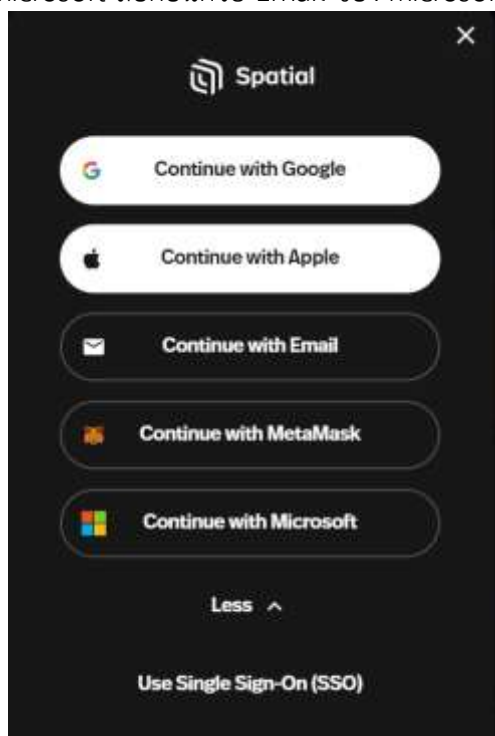 Spatial
Continue with Google
Continue with Apple
Continue with Email
Continue with MetaMask
Continue with Microsoft
Less
Use Single Sign-On (SSO)